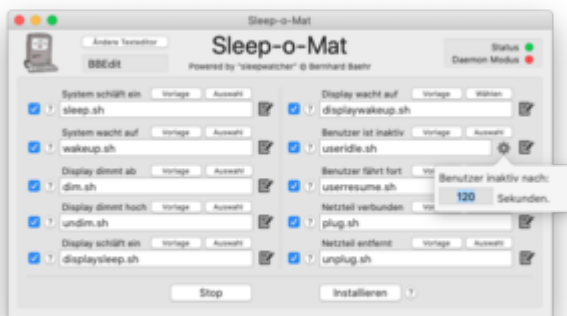 Sleep-o-Mat
Ändere Texteditor
BBEdit
Sleep-o-Mat
Powered by "sleepwatcher" © Bernhard Baehr
Status
Daemon Modus
System schläft ein Vorlage Auswahl
? sleep.sh
System wacht auf Vorlage Auswahl
? wakeup.sh
Display dimmt ab Vorlage Auswahl
? dim.sh
Display dimmt hoch Vorlage Auswahl
? undim.sh
Display schläft ein Vorlage Auswahl
? displaysleep.sh
Display wacht auf Vorlage Wählen
? displaywakeup.sh
Benutzer ist inaktiv Vorlage Auswahl
? useridle.sh
Benutzer fährt fort Vorlage
? userresume.sh
Netzteil verbunden Vorlage Auswahl
? plug.sh
Netzteil entfernt Vorlage Auswahl
? unplug.sh
Benutzer inaktiv nach:
120 Sekunden.
Stop
Installieren ?